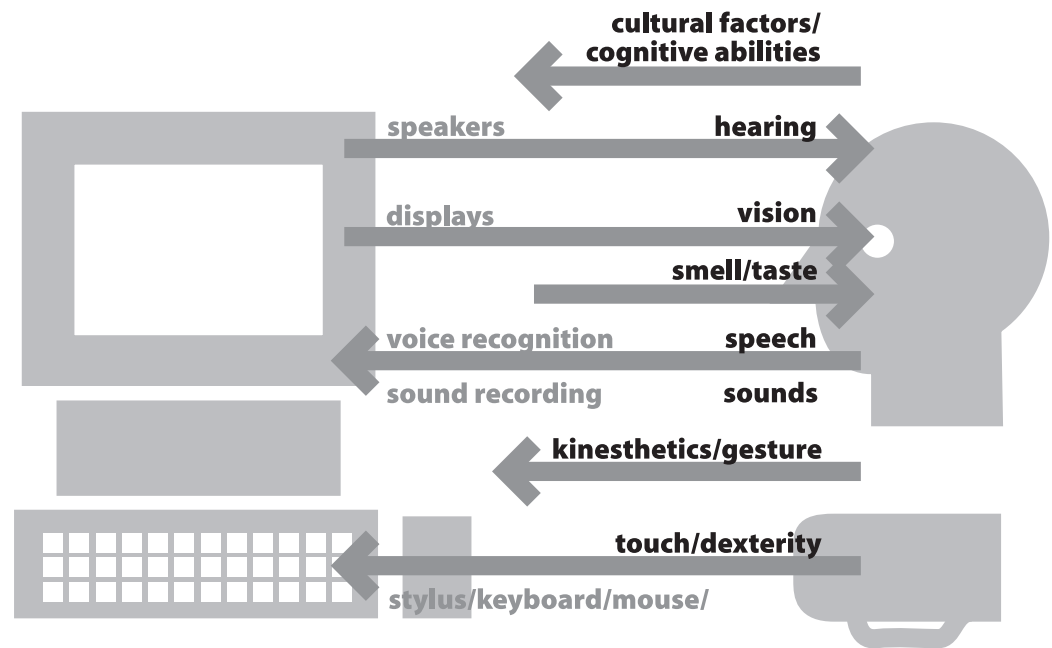 cultural factors/
cognitive abilities
speakers hearing
displays vision
smell/taste
voice recognition speech
sound recording sounds
kinesthetics/gesture
touch/dexterity
stylus/keyboard/mouse/